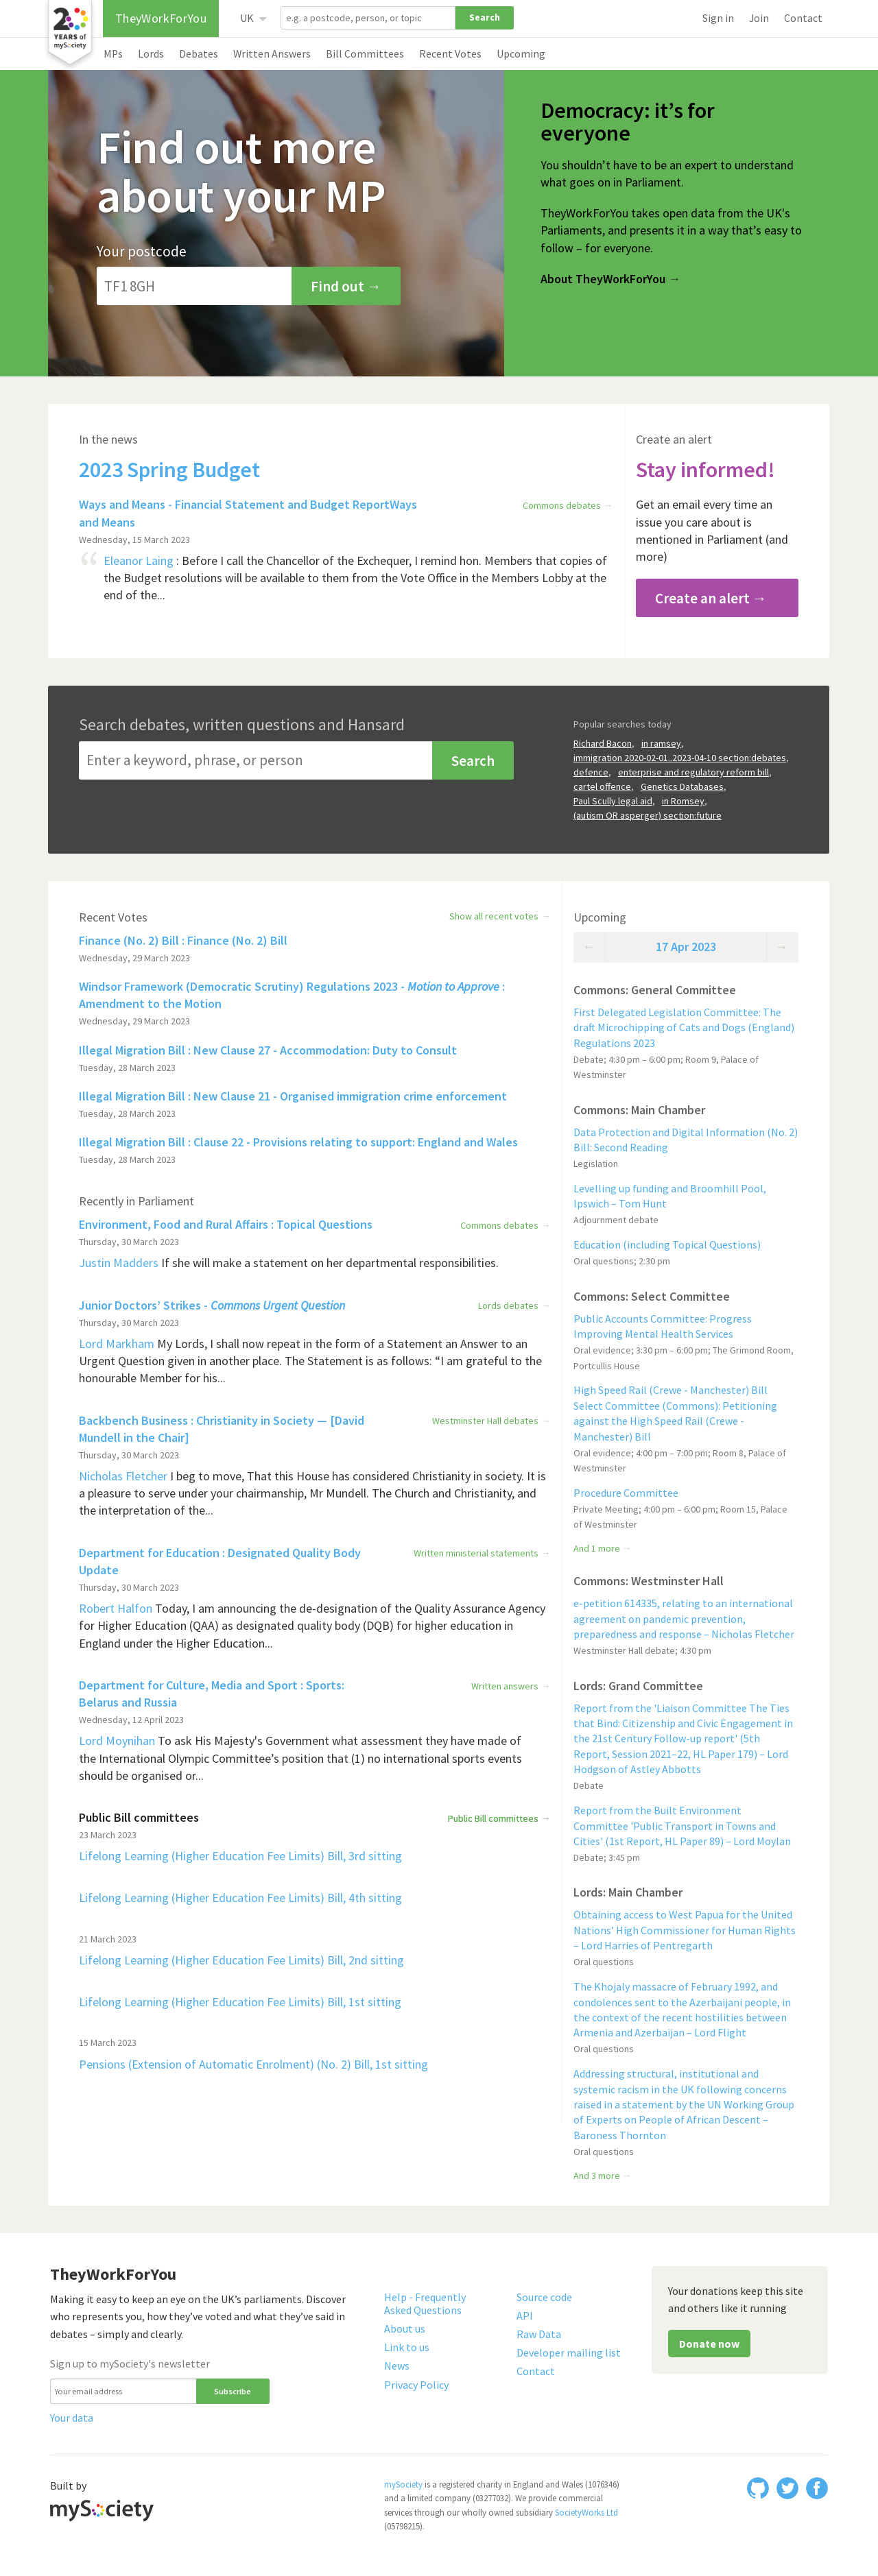 20
YEARS of
mySociety
TheyWorkForYou
UK
e.g. a postcode, person, or topic
Search
Sign in
Join
Contact
MPs
Lords
Debates
Written Answers
Bill Committees
Recent Votes
Upcoming
Find out more
about your MP
Your postcode
TF1 8GH
Find out →
Democracy: it’s for
everyone
You shouldn’t have to be an expert to understand
what goes on in Parliament.
TheyWorkForYou takes open data from the UK's
Parliaments, and presents it in a way that’s easy to
follow – for everyone.
About TheyWorkForYou →
In the news
2023 Spring Budget
Ways and Means - Financial Statement and Budget ReportWays
and Means
Commons debates →
Wednesday, 15 March 2023
“ Eleanor Laing : Before I call the Chancellor of the Exchequer, I remind hon. Members that copies of
the Budget resolutions will be available to them from the Vote Office in the Members Lobby at the
end of the...
Create an alert
Stay informed!
Get an email every time an
issue you care about is
mentioned in Parliament (and
more)
Create an alert →
Search debates, written questions and Hansard
Enter a keyword, phrase, or person
Search
Popular searches today
Richard Bacon, in ramsey,
immigration 2020-02-01..2023-04-10 section:debates,
defence, enterprise and regulatory reform bill,
cartel offence, Genetics Databases,
Paul Scully legal aid, in Romsey,
(autism OR asperger) section:future
Recent Votes
Show all recent votes →
Finance (No. 2) Bill : Finance (No. 2) Bill
Wednesday, 29 March 2023
Windsor Framework (Democratic Scrutiny) Regulations 2023 - Motion to Approve :
Amendment to the Motion
Wednesday, 29 March 2023
Illegal Migration Bill : New Clause 27 - Accommodation: Duty to Consult
Tuesday, 28 March 2023
Illegal Migration Bill : New Clause 21 - Organised immigration crime enforcement
Tuesday, 28 March 2023
Illegal Migration Bill : Clause 22 - Provisions relating to support: England and Wales
Tuesday, 28 March 2023
Recently in Parliament
Environment, Food and Rural Affairs : Topical Questions
Commons debates →
Thursday, 30 March 2023
Justin Madders If she will make a statement on her departmental responsibilities.
Junior Doctors’ Strikes - Commons Urgent Question
Lords debates →
Thursday, 30 March 2023
Lord Markham My Lords, I shall now repeat in the form of a Statement an Answer to an
Urgent Question given in another place. The Statement is as follows: “I am grateful to the
honourable Member for his...
Backbench Business : Christianity in Society — [David
Mundell in the Chair]
Westminster Hall debates →
Thursday, 30 March 2023
Nicholas Fletcher I beg to move, That this House has considered Christianity in society. It is
a pleasure to serve under your chairmanship, Mr Mundell. The Church and Christianity, and
the interpretation of the...
Department for Education : Designated Quality Body
Update
Written ministerial statements →
Thursday, 30 March 2023
Robert Halfon Today, I am announcing the de-designation of the Quality Assurance Agency
for Higher Education (QAA) as designated quality body (DQB) for higher education in
England under the Higher Education...
Department for Culture, Media and Sport : Sports:
Belarus and Russia
Written answers →
Wednesday, 12 April 2023
Lord Moynihan To ask His Majesty's Government what assessment they have made of
the International Olympic Committee’s position that (1) no international sports events
should be organised or...
Public Bill committees
Public Bill committees →
23 March 2023
Lifelong Learning (Higher Education Fee Limits) Bill, 3rd sitting
Lifelong Learning (Higher Education Fee Limits) Bill, 4th sitting
21 March 2023
Lifelong Learning (Higher Education Fee Limits) Bill, 2nd sitting
Lifelong Learning (Higher Education Fee Limits) Bill, 1st sitting
15 March 2023
Pensions (Extension of Automatic Enrolment) (No. 2) Bill, 1st sitting
Upcoming
← 17 Apr 2023 →
Commons: General Committee
First Delegated Legislation Committee: The
draft Microchipping of Cats and Dogs (England)
Regulations 2023
Debate; 4:30 pm – 6:00 pm; Room 9, Palace of
Westminster
Commons: Main Chamber
Data Protection and Digital Information (No. 2)
Bill: Second Reading
Legislation
Levelling up funding and Broomhill Pool,
Ipswich – Tom Hunt
Adjournment debate
Education (including Topical Questions)
Oral questions; 2:30 pm
Commons: Select Committee
Public Accounts Committee: Progress
Improving Mental Health Services
Oral evidence; 3:30 pm – 6:00 pm; The Grimond Room,
Portcullis House
High Speed Rail (Crewe - Manchester) Bill
Select Committee (Commons): Petitioning
against the High Speed Rail (Crewe -
Manchester) Bill
Oral evidence; 4:00 pm – 7:00 pm; Room 8, Palace of
Westminster
Procedure Committee
Private Meeting; 4:00 pm – 6:00 pm; Room 15, Palace
of Westminster
And 1 more →
Commons: Westminster Hall
e-petition 614335, relating to an international
agreement on pandemic prevention,
preparedness and response – Nicholas Fletcher
Westminster Hall debate; 4:30 pm
Lords: Grand Committee
Report from the 'Liaison Committee The Ties
that Bind: Citizenship and Civic Engagement in
the 21st Century Follow-up report' (5th
Report, Session 2021–22, HL Paper 179) – Lord
Hodgson of Astley Abbotts
Debate
Report from the Built Environment
Committee 'Public Transport in Towns and
Cities' (1st Report, HL Paper 89) – Lord Moylan
Debate; 3:45 pm
Lords: Main Chamber
Obtaining access to West Papua for the United
Nations’ High Commissioner for Human Rights
– Lord Harries of Pentregarth
Oral questions
The Khojaly massacre of February 1992, and
condolences sent to the Azerbaijani people, in
the context of the recent hostilities between
Armenia and Azerbaijan – Lord Flight
Oral questions
Addressing structural, institutional and
systemic racism in the UK following concerns
raised in a statement by the UN Working Group
of Experts on People of African Descent –
Baroness Thornton
Oral questions
And 3 more →
TheyWorkForYou
Making it easy to keep an eye on the UK’s parliaments. Discover
who represents you, how they’ve voted and what they’ve said in
debates – simply and clearly.
Sign up to mySociety's newsletter
Your email address
Subscribe
Your data
Help - Frequently
Asked Questions
About us
Link to us
News
Privacy Policy
Source code
API
Raw Data
Developer mailing list
Contact
Your donations keep this site
and others like it running
Donate now
Built by
mySociety
mySociety is a registered charity in England and Wales (1076346)
and a limited company (03277032). We provide commercial
services through our wholly owned subsidiary SocietyWorks Ltd
(05798215).